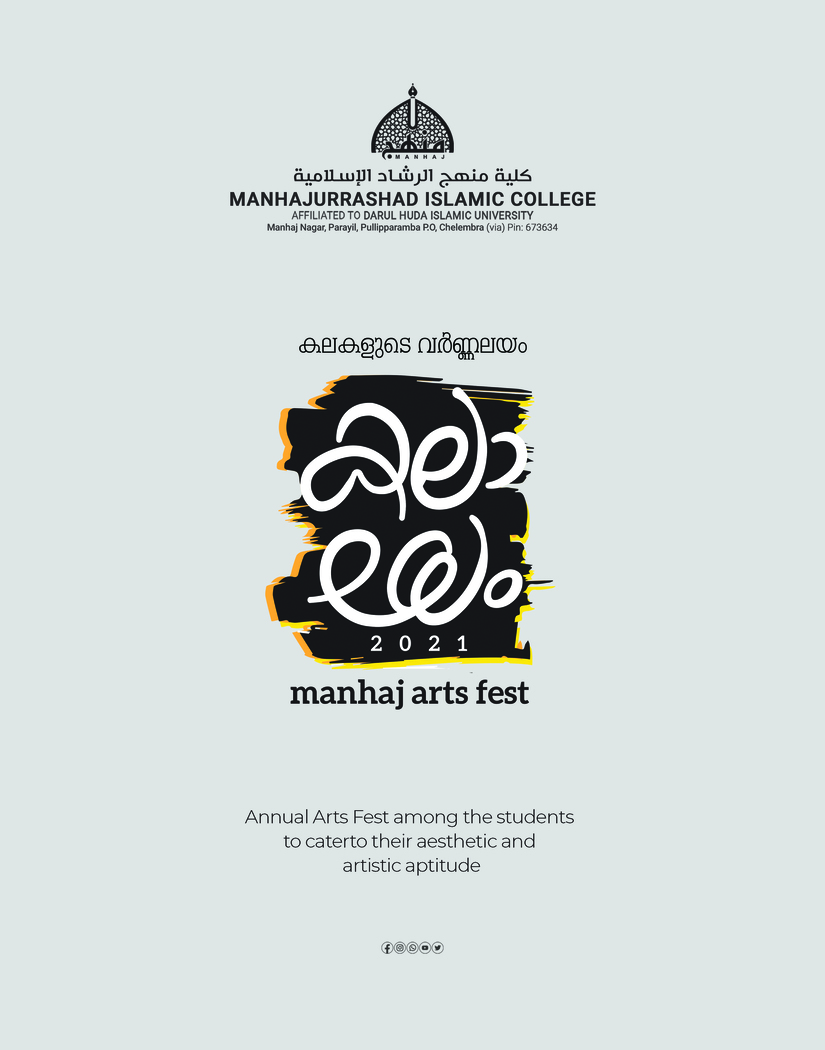 منهج
MANHAJ
كلية منهج الرشاد الإسلامية
MANHAJURRASHAD ISLAMIC COLLEGE
AFFILIATED TO DARUL HUDA ISLAMIC UNIVERSITY
Manhaj Nagar, Parayil, Pullipparamba P.O, Chelembra (via) Pin: 673634
കലകളുടെ വർണ്ണലയം
കലാ
ലയം
2021
manhaj arts fest
Annual Arts Fest among the students
to caterto their aesthetic and
artistic aptitude